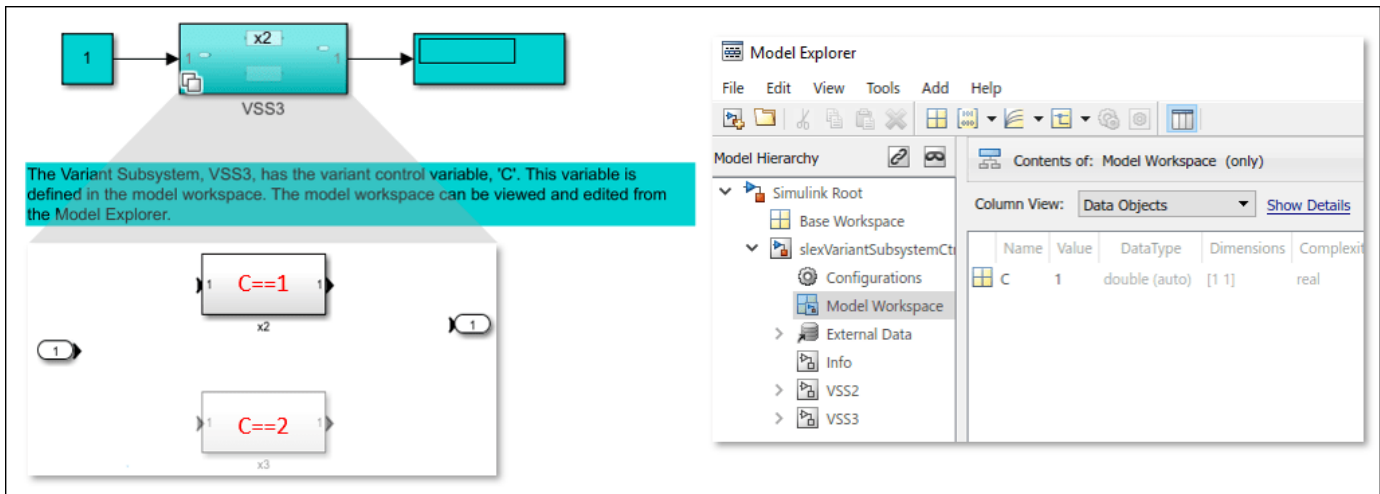 1
1
x2
1
VSS3
The Variant Subsystem, VSS3, has the variant control variable, 'C'. This variable is
defined in the model workspace. The model workspace can be viewed and edited from
the Model Explorer.
1
C==1
1
x2
1
1
1
C==2
1
x3
Model Explorer
File Edit View Tools Add Help
Model Hierarchy
Contents of: Model Workspace (only)
Simulink Root
Column View: Data Objects Show Details
Base Workspace
slexVariantSubsystemCt
Name Value DataType Dimensions Complexit
Configurations
C 1 double (auto) [1 1] real
Model Workspace
External Data
Info
VSS2
VSS3